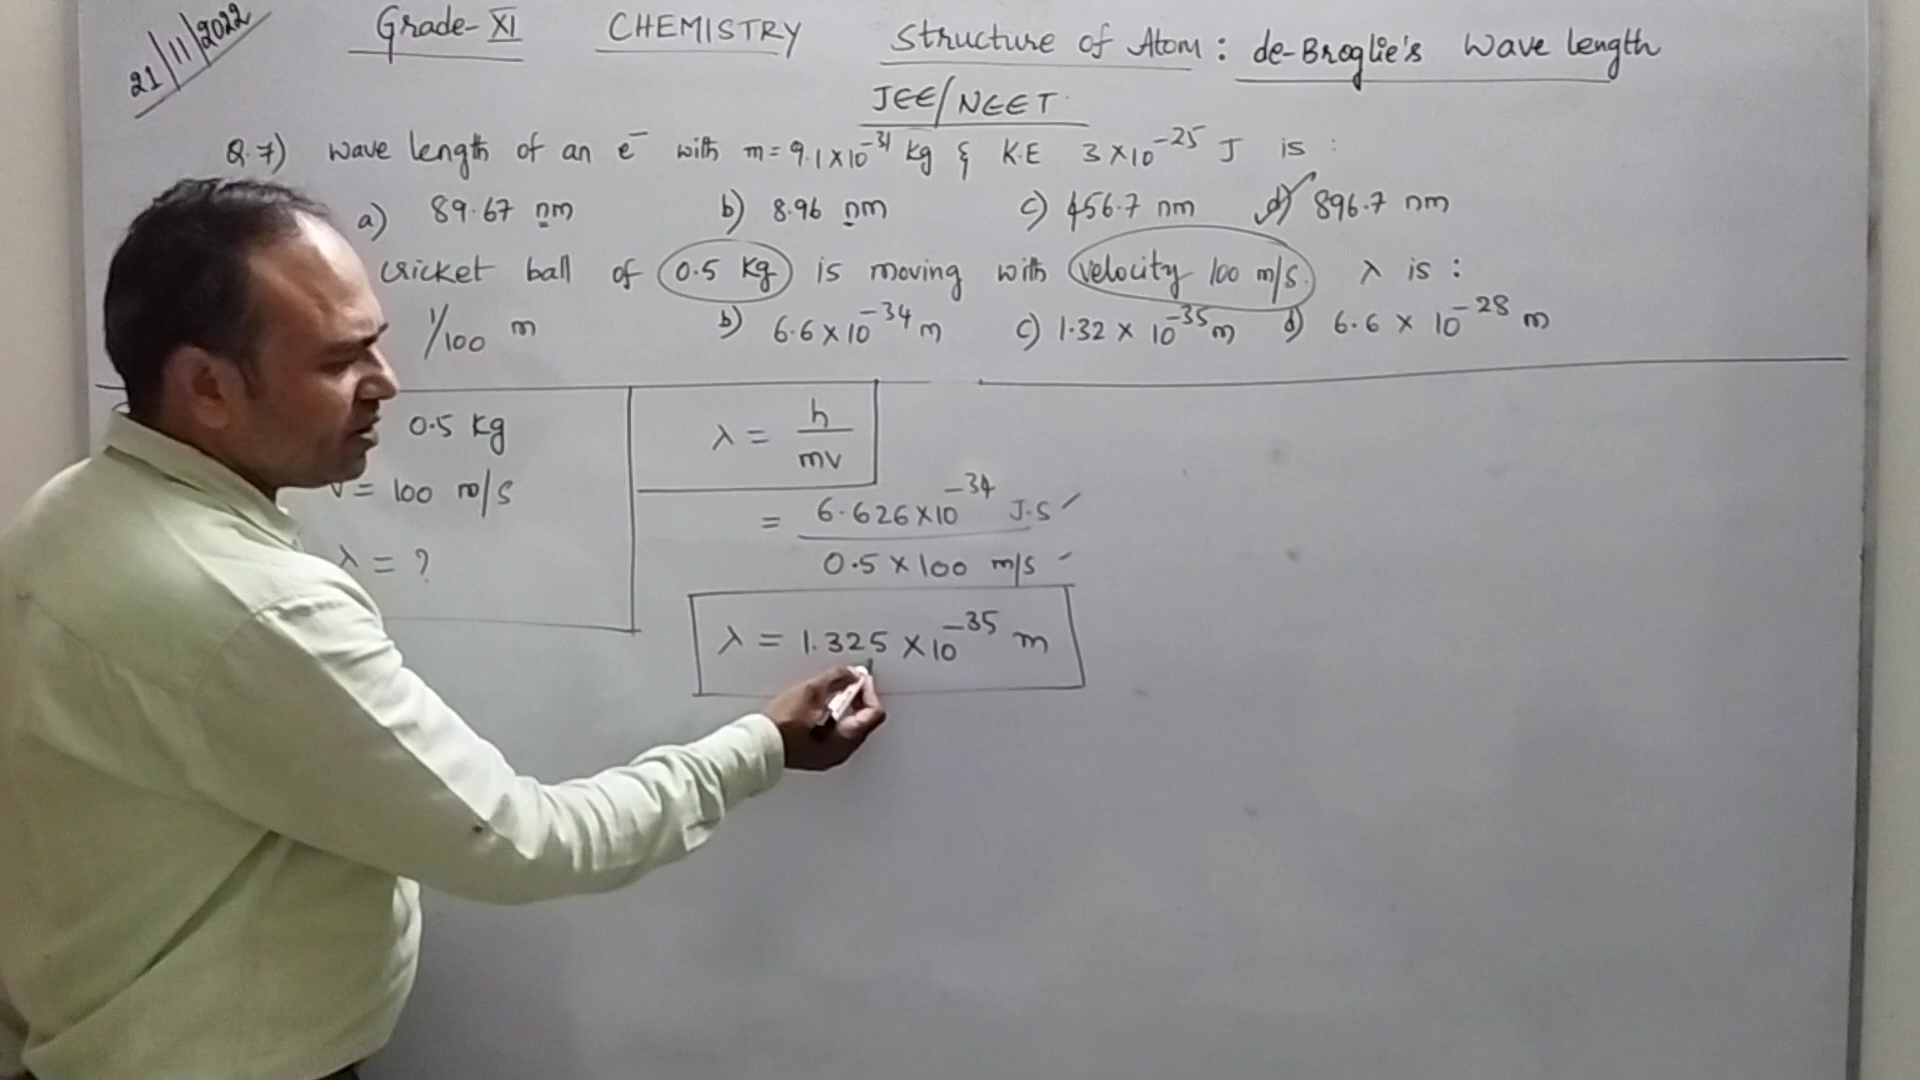 21/11/2022
Grade-XI CHEMISTRY Structure of Atom: de-Broglie's Wave length
JEE/NEET
Q.7) Wave length of an e⁻ with m = 9.1×10⁻³¹ kg & K.E 3×10⁻²⁵ J is :
a) 89.67 nm b) 8.96 nm c) 456.7 nm d) 896.7 nm
cricket ball of 0.5 Kg is moving with velocity 100 m/s. λ is :
1/100 m b) 6.6×10⁻³⁴ m c) 1.32 × 10⁻³⁵ m d) 6.6 × 10⁻²⁸ m
0.5 Kg
V = 100 m/s
λ = ?
λ = h/mv
= 6.626×10⁻³⁴ J.S / 0.5×100 m/s
λ = 1.325 ×10⁻³⁵ m